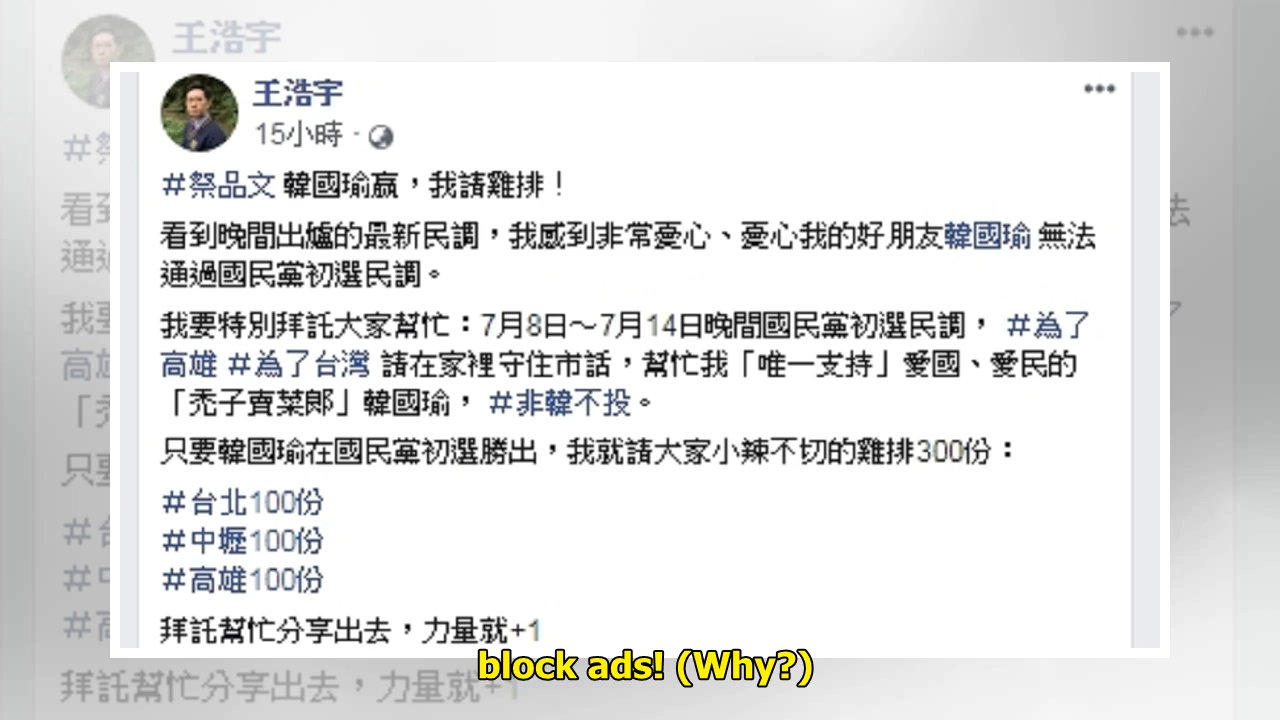 王浩宇
15小時 ·
#祭品文 韓國瑜贏，我請雞排！
看到晚間出爐的最新民調，我感到非常憂心、憂心我的好朋友韓國瑜 無法
通過國民黨初選民調。
我要特別拜託大家幫忙：7月8日～7月14日晚間國民黨初選民調， #為了
高雄 #為了台灣 請在家裡守住市話，幫忙我「唯一支持」愛國、愛民的
「禿子賣菜郎」韓國瑜， #非韓不投。
只要韓國瑜在國民黨初選勝出，我就請大家小辣不切的雞排300份：
#台北100份
#中壢100份
#高雄100份
拜託幫忙分享出去，力量就+1
block ads! (Why?)